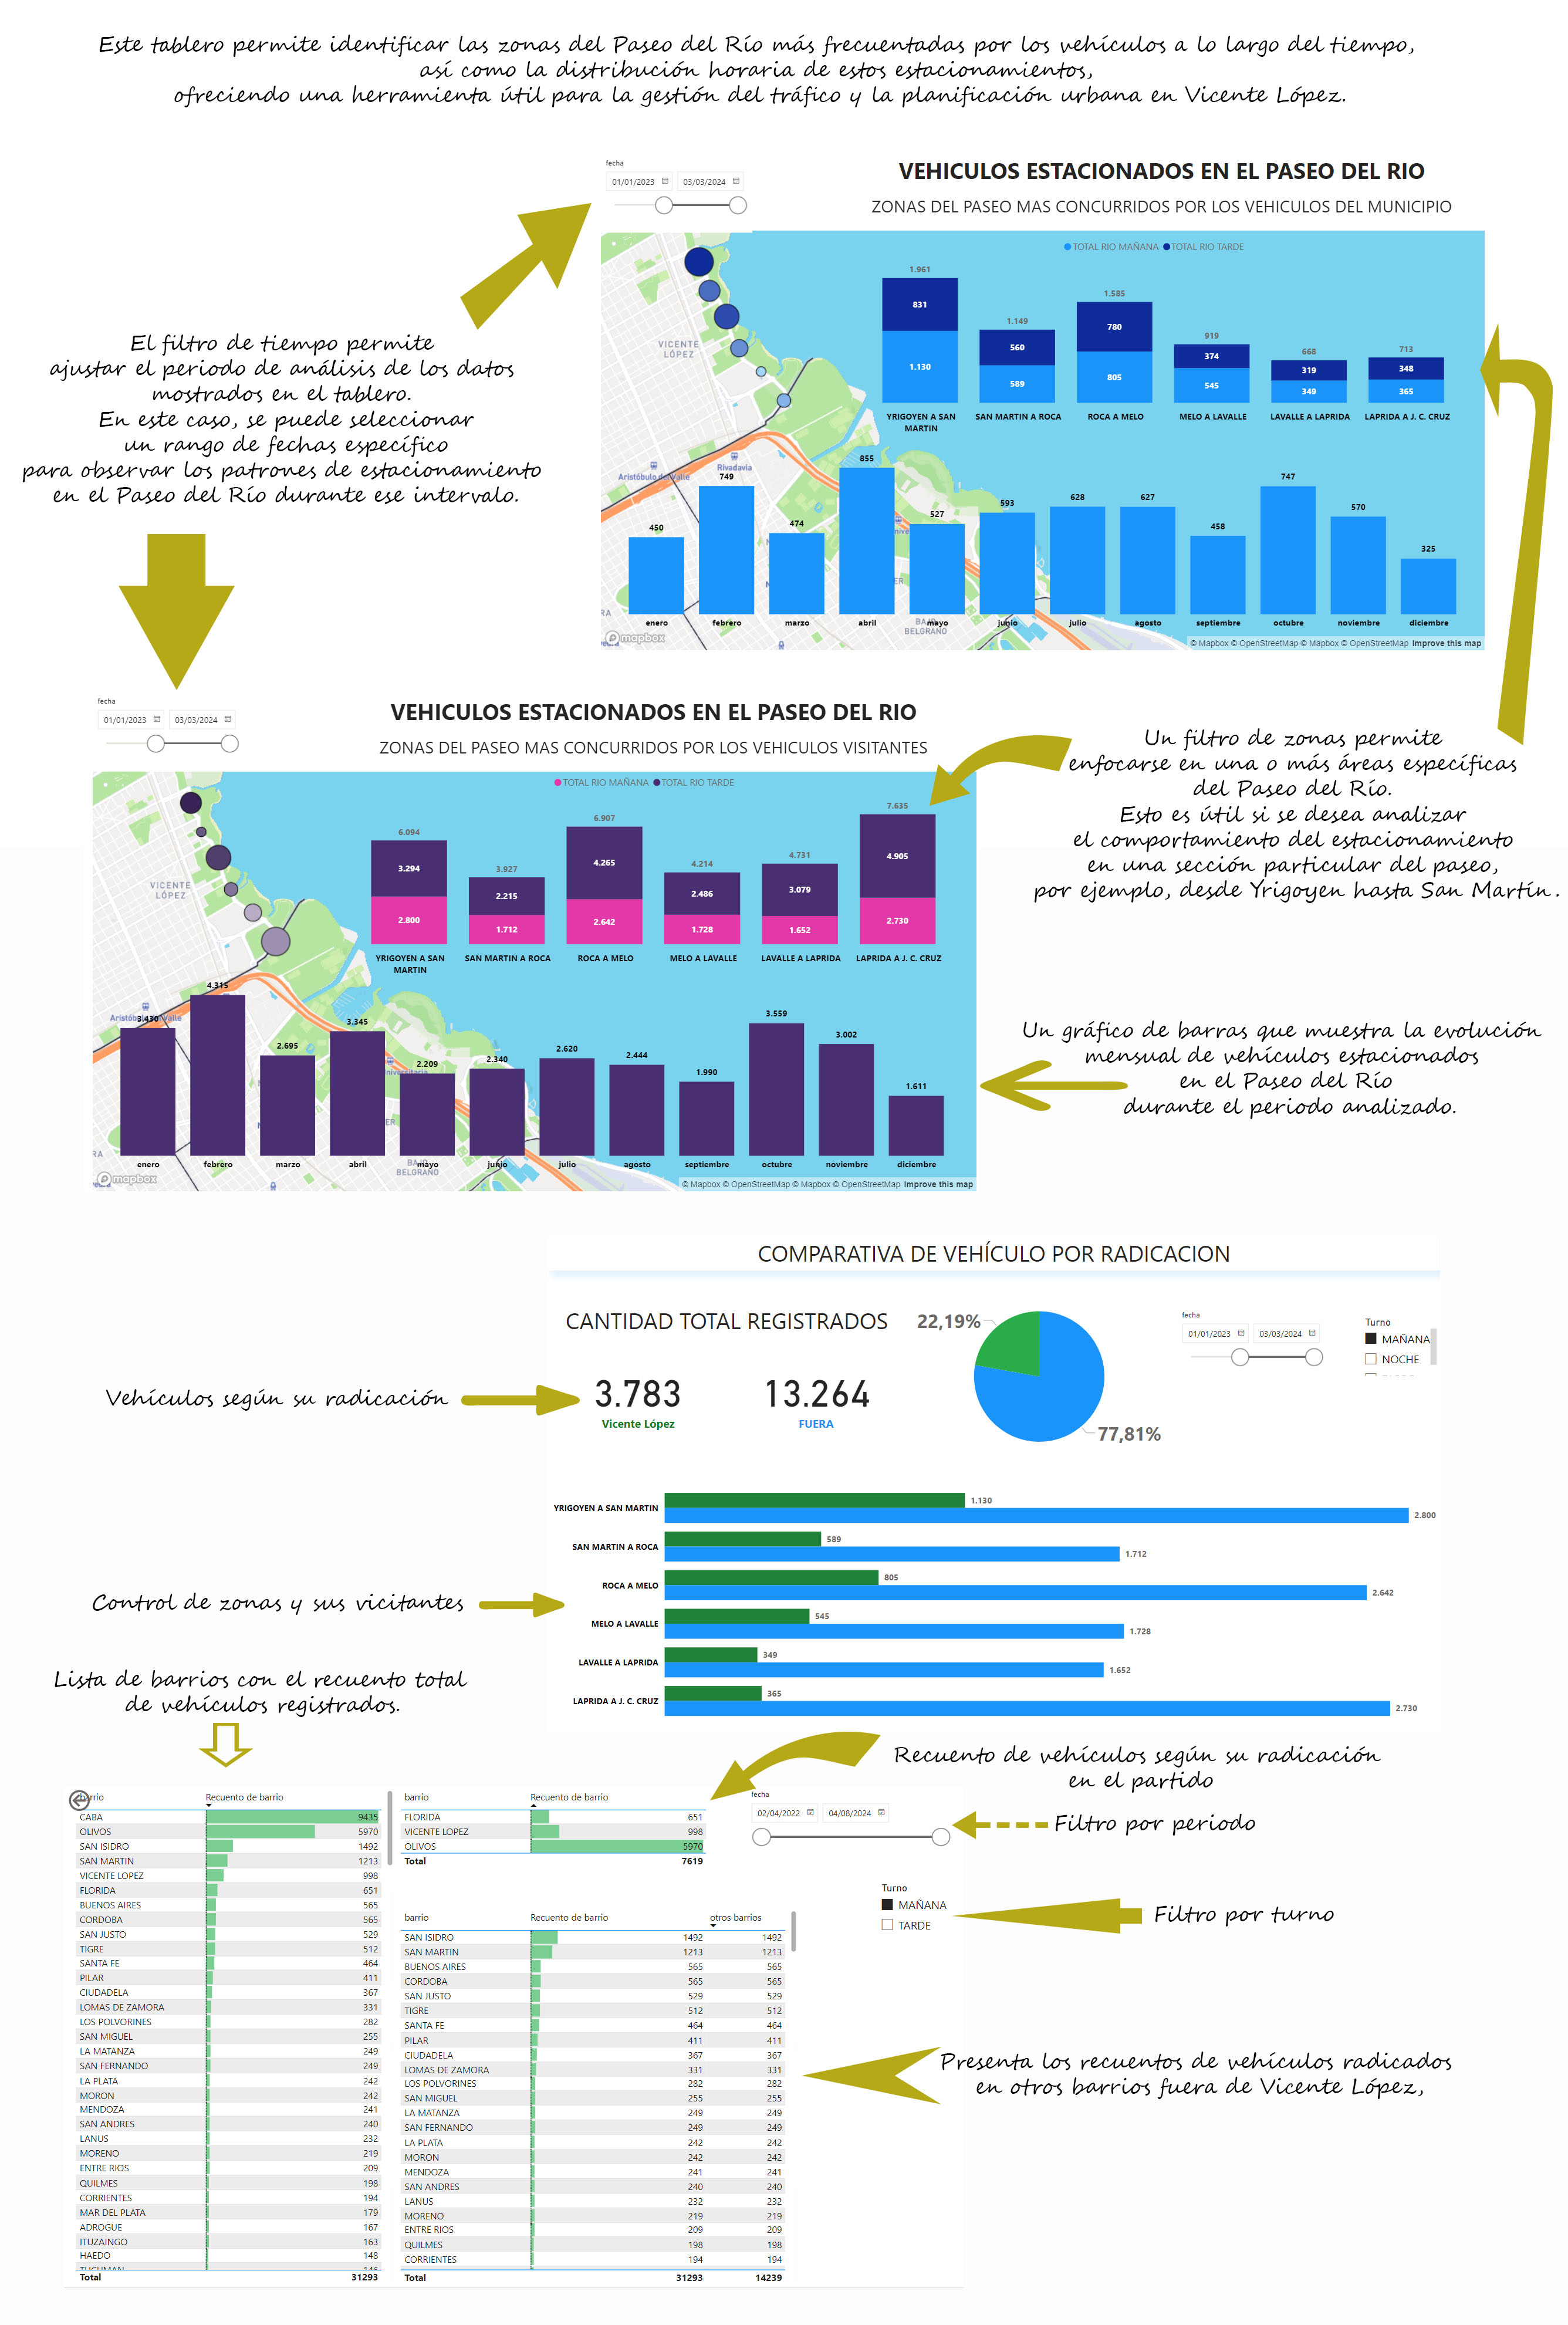 Este tablero permite identificar las zonas del Paseo del Río más frecuentadas por los vehículos a lo largo del tiempo,
así como la distribución horaria de estos estacionamientos,
ofreciendo una herramienta útil para la gestión del tráfico y la planificación urbana en Vicente López.
fecha
01/01/2023 03/03/2024
VEHICULOS ESTACIONADOS EN EL PASEO DEL RIO
ZONAS DEL PASEO MAS CONCURRIDOS POR LOS VEHICULOS DEL MUNICIPIO
TOTAL RIO MAÑANA TOTAL RIO TARDE
1.961 1.149 1.585 919 668 713
831 560 780 374 319 348
1.130 589 805 545 349 365
YRIGOYEN A SAN MARTIN SAN MARTIN A ROCA ROCA A MELO MELO A LAVALLE LAVALLE A LAPRIDA LAPRIDA A J. C. CRUZ
VICENTE LÓPEZ
Aristóbulo del Valle
Rivadavia
450 749 474 855 527 593 628 627 458 747 570 325
enero febrero marzo abril mayo junio julio agosto septiembre octubre noviembre diciembre
BAJO BELGRANO
mapbox
© Mapbox © OpenStreetMap © Mapbox © OpenStreetMap Improve this map
El filtro de tiempo permite
ajustar el periodo de análisis de los datos
mostrados en el tablero.
En este caso, se puede seleccionar
un rango de fechas específico
para observar los patrones de estacionamiento
en el Paseo del Río durante ese intervalo.
fecha
01/01/2023 03/03/2024
VEHICULOS ESTACIONADOS EN EL PASEO DEL RIO
ZONAS DEL PASEO MAS CONCURRIDOS POR LOS VEHICULOS VISITANTES
TOTAL RIO MAÑANA TOTAL RIO TARDE
6.094 3.927 6.907 4.214 4.731 7.635
3.294 2.215 4.265 2.486 3.079 4.905
2.800 1.712 2.642 1.728 1.652 2.730
YRIGOYEN A SAN MARTIN SAN MARTIN A ROCA ROCA A MELO MELO A LAVALLE LAVALLE A LAPRIDA LAPRIDA A J. C. CRUZ
VICENTE LÓPEZ
3.430 4.315 2.695 3.345 2.209 2.340 2.620 2.444 1.990 3.559 3.002 1.611
enero febrero marzo abril mayo junio julio agosto septiembre octubre noviembre diciembre
BAJO BELGRANO
mapbox
© Mapbox © OpenStreetMap © Mapbox © OpenStreetMap Improve this map
Un filtro de zonas permite
enfocarse en una o más áreas específicas
del Paseo del Río.
Esto es útil si se desea analizar
el comportamiento del estacionamiento
en una sección particular del paseo,
por ejemplo, desde Yrigoyen hasta San Martín.
Un gráfico de barras que muestra la evolución
mensual de vehículos estacionados
en el Paseo del Río
durante el periodo analizado.
COMPARATIVA DE VEHÍCULO POR RADICACION
CANTIDAD TOTAL REGISTRADOS
3.783 13.264
Vicente López FUERA
22,19%
77,81%
fecha
01/01/2023 03/03/2024
Turno
MAÑANA
NOCHE
Vehículos según su radicación
YRIGOYEN A SAN MARTIN 1.130 2.800
SAN MARTIN A ROCA 589 1.712
ROCA A MELO 805 2.642
MELO A LAVALLE 545 1.728
LAVALLE A LAPRIDA 349 1.652
LAPRIDA A J. C. CRUZ 365 2.730
Control de zonas y sus vicitantes
Lista de barrios con el recuento total
de vehículos registrados.
Recuento de vehículos según su radicación
en el partido
barrio Recuento de barrio
CABA 9435
OLIVOS 5970
SAN ISIDRO 1492
SAN MARTIN 1213
VICENTE LOPEZ 998
FLORIDA 651
BUENOS AIRES 565
CORDOBA 565
SAN JUSTO 529
TIGRE 512
SANTA FE 464
PILAR 411
CIUDADELA 367
LOMAS DE ZAMORA 331
LOS POLVORINES 282
SAN MIGUEL 255
LA MATANZA 249
SAN FERNANDO 249
LA PLATA 242
MORON 242
MENDOZA 241
SAN ANDRES 240
LANUS 232
MORENO 219
ENTRE RIOS 209
QUILMES 198
CORRIENTES 194
MAR DEL PLATA 179
ADROGUE 167
ITUZAINGO 163
HAEDO 148
Total 31293
barrio Recuento de barrio
FLORIDA 651
VICENTE LOPEZ 998
OLIVOS 5970
Total 7619
fecha
02/04/2022 04/08/2024
Filtro por periodo
Turno
MAÑANA
TARDE
Filtro por turno
barrio Recuento de barrio otros barrios
SAN ISIDRO 1492 1492
SAN MARTIN 1213 1213
BUENOS AIRES 565 565
CORDOBA 565 565
SAN JUSTO 529 529
TIGRE 512 512
SANTA FE 464 464
PILAR 411 411
CIUDADELA 367 367
LOMAS DE ZAMORA 331 331
LOS POLVORINES 282 282
SAN MIGUEL 255 255
LA MATANZA 249 249
SAN FERNANDO 249 249
LA PLATA 242 242
MORON 242 242
MENDOZA 241 241
SAN ANDRES 240 240
LANUS 232 232
MORENO 219 219
ENTRE RIOS 209 209
QUILMES 198 198
CORRIENTES 194 194
Total 31293 14239
Presenta los recuentos de vehículos radicados
en otros barrios fuera de Vicente López,